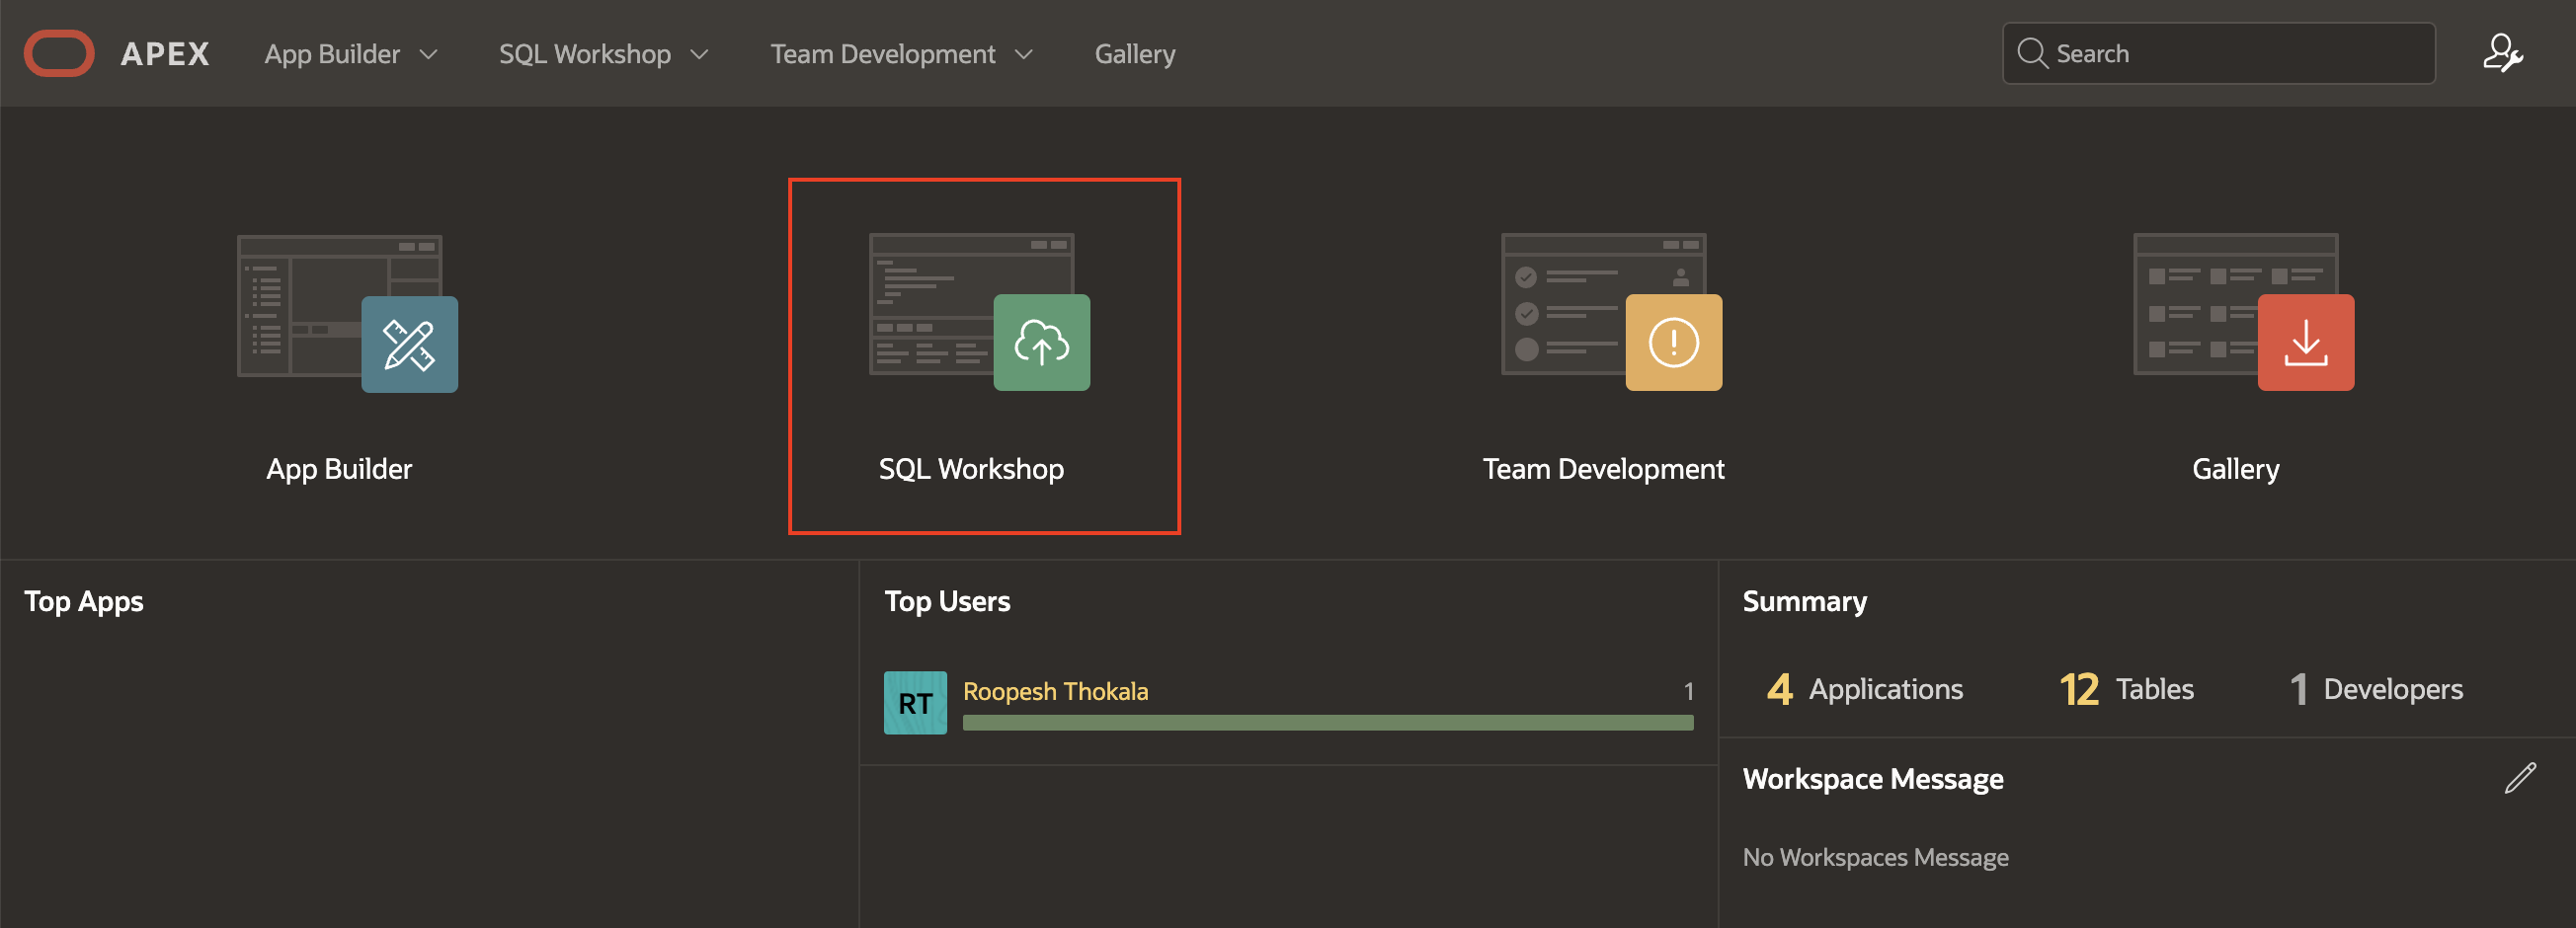 APEX App Builder SQL Workshop Team Development Gallery Search
App Builder SQL Workshop Team Development Gallery
Top Apps
Top Users
RT Roopesh Thokala 1
Summary
4 Applications 12 Tables 1 Developers
Workspace Message
No Workspaces Message